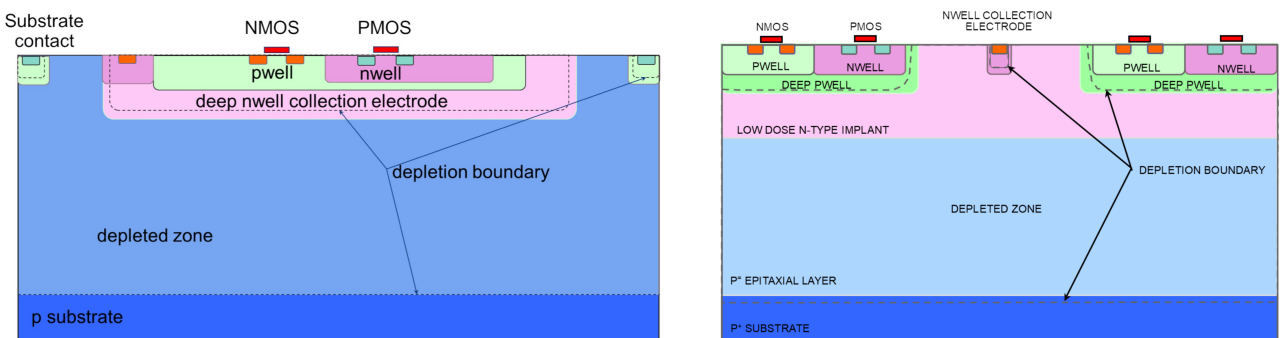 Substrate
contact
NMOS
PMOS
pwell
nwell
deep nwell collection electrode
depletion boundary
depleted zone
p substrate
NWELL COLLECTION
ELECTRODE
NMOS
PMOS
PWELL
NWELL
PWELL
NWELL
DEEP PWELL
DEEP PWELL
LOW DOSE N-TYPE IMPLANT
DEPLETION BOUNDARY
DEPLETED ZONE
P⁼ EPITAXIAL LAYER
P⁺ SUBSTRATE